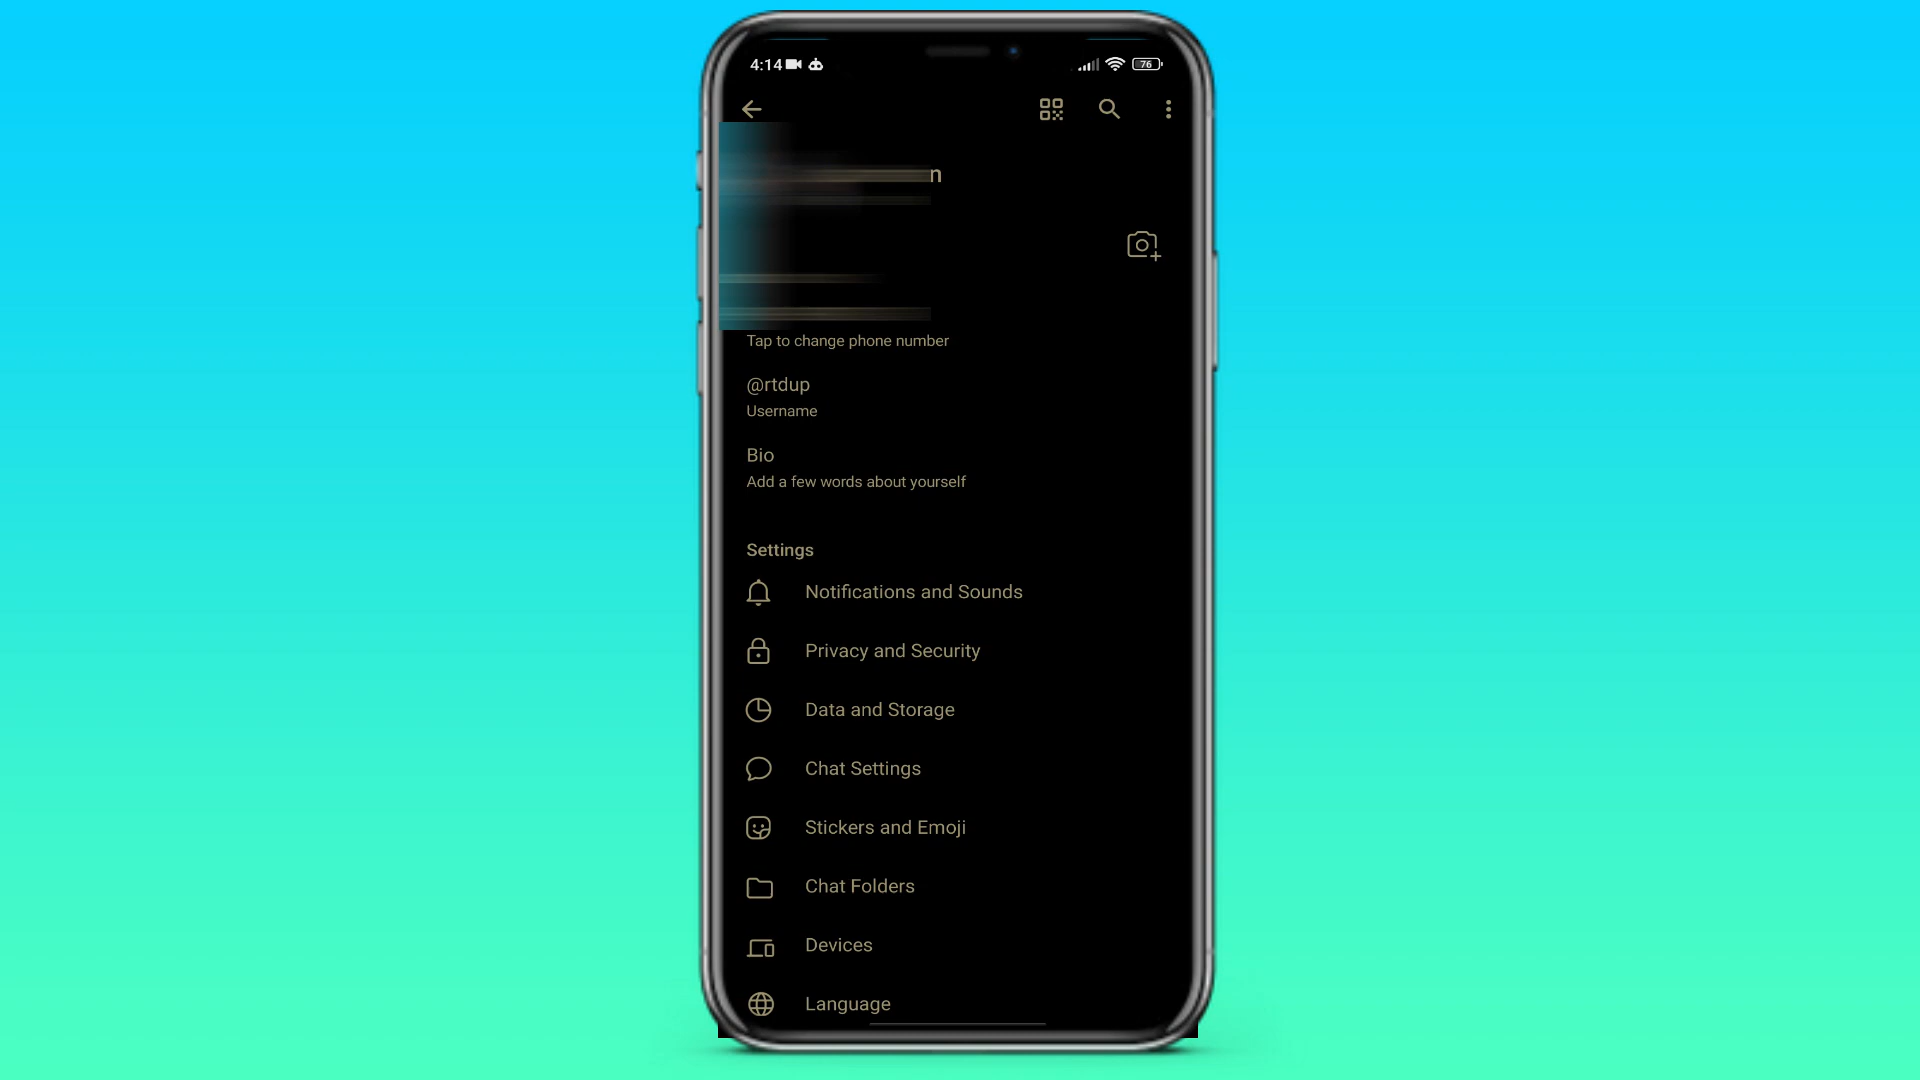 4:14
76
n
Tap to change phone number
@rtdup
Username
Bio
Add a few words about yourself
Settings
Notifications and Sounds
Privacy and Security
Data and Storage
Chat Settings
Stickers and Emoji
Chat Folders
Devices
Language